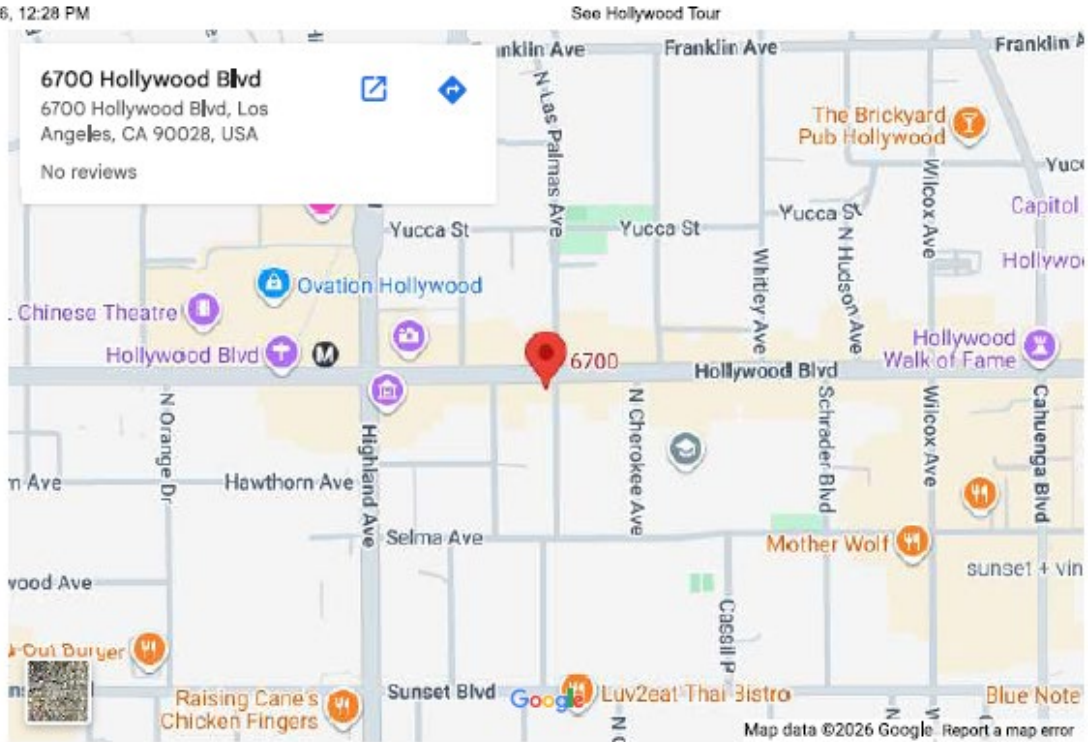 6, 12:28 PM
See Hollywood Tour
6700 Hollywood Blvd
6700 Hollywood Blvd, Los
Angeles, CA 90028, USA
No reviews
nklin Ave
Franklin Ave
Franklin A
N Las Palmas Ave
The Brickyard
Pub Hollywood
Yucca St
Yucca St
Yucca St
Yucc
Wilcox Ave
Capitol
Hollywo
Whitley Ave
N Hudson Ave
Ovation Hollywood
Chinese Theatre
Hollywood Blvd
M
6700
Hollywood Blvd
Hollywood
Walk of Fame
N Orange Dr
Highland Ave
N Cherokee Ave
Schrader Blvd
Wilcox Ave
Cahuenga Blvd
n Ave
Hawthorn Ave
Selma Ave
Mother Wolf
sunset + vin
wood Ave
Cassil P
Out Burger
Raising Cane's
Chicken Fingers
Sunset Blvd
Google
Luv2eat Thai Bistro
Blue Note
N
Map data ©2026 Google
Report a map error